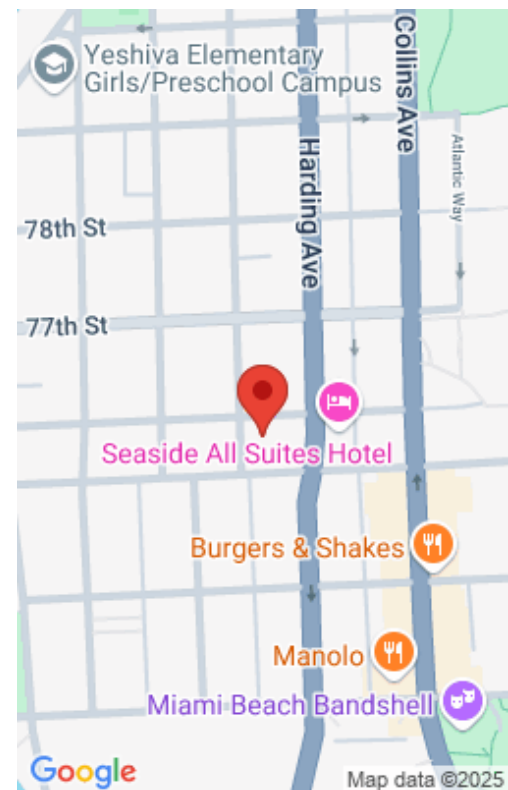 Yeshiva Elementary
Girls/Preschool Campus
Collins Ave
Harding Ave
Atlantic Way
78th St
77th St
Seaside All Suites Hotel
Burgers & Shakes
Manolo
Miami Beach Bandshell
Google
Map data ©2025